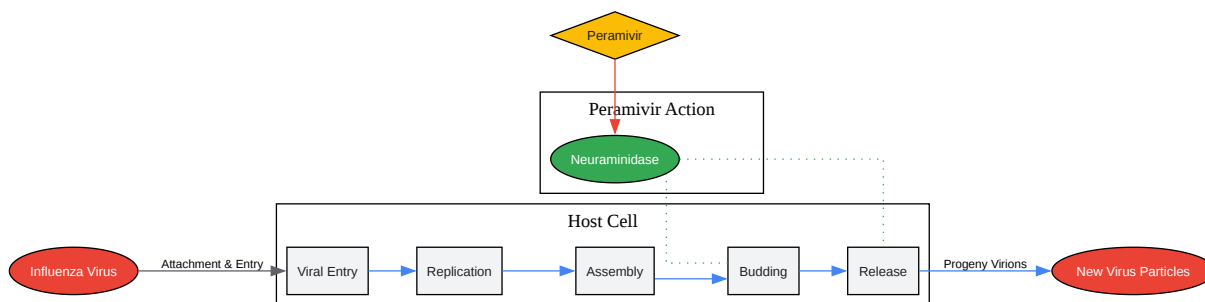 Peramivir
Peramivir Action
Neuraminidase
Host Cell
Influenza Virus
Attachment & Entry
Viral Entry
Replication
Assembly
Budding
Release
Progeny Virions
New Virus Particles